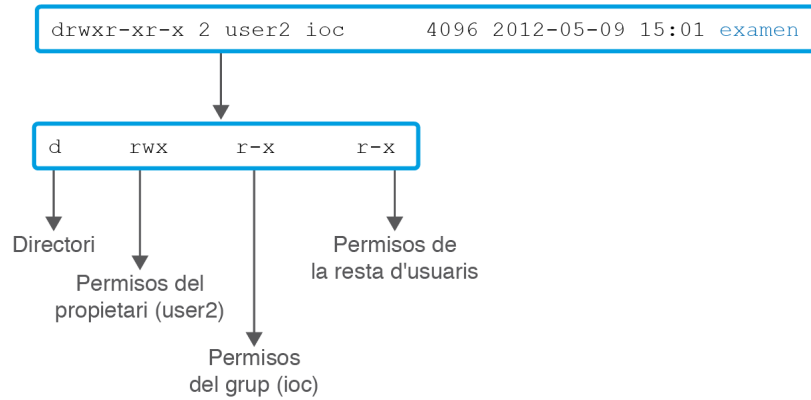 drwxr-xr-x 2 user2 ioc 4096 2012-05-09 15:01 examen
d rwx r-x r-x
Directori
Permisos del
propietari (user2)
Permisos
del grup (ioc)
Permisos de
la resta d'usuaris